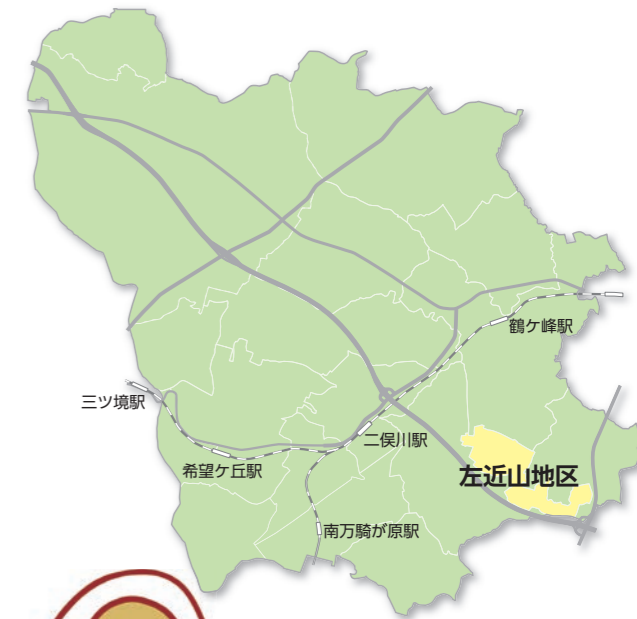 鶴ケ峰駅
三ツ境駅
二俣川駅
希望ケ丘駅
左近山地区
南万騎が原駅